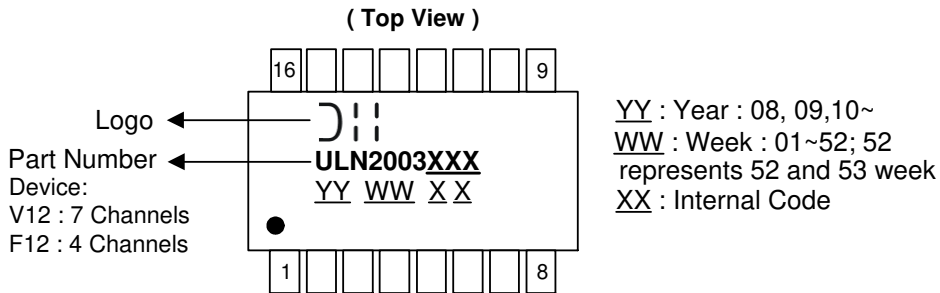 ( Top View )
16 9
Logo
Part Number
Device:
V12 : 7 Channels
F12 : 4 Channels
ULN2003XXX
YY WW X X
1 8
YY : Year : 08, 09,10~
WW : Week : 01~52; 52
represents 52 and 53 week
XX : Internal Code